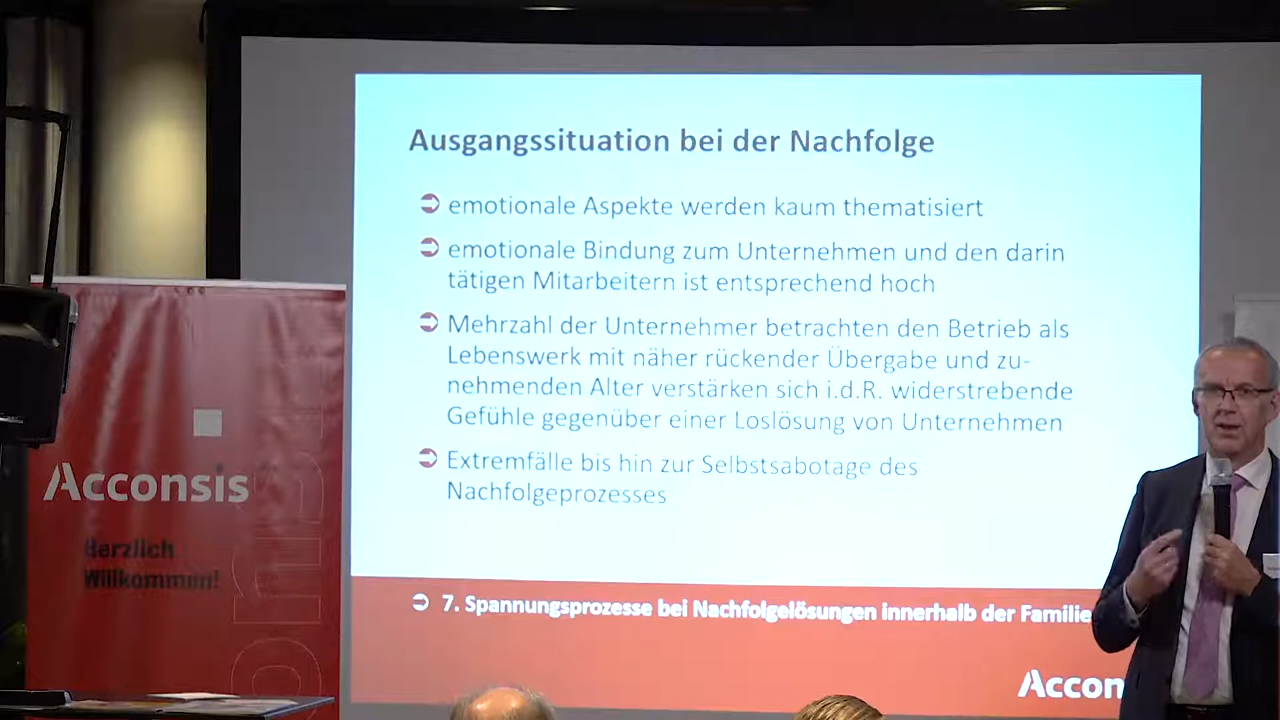 Ausgangssituation bei der Nachfolge
emotionale Aspekte werden kaum thematisiert
emotionale Bindung zum Unternehmen und den darin
tätigen Mitarbeitern ist entsprechend hoch
Mehrzahl der Unternehmer betrachten den Betrieb als
Lebenswerk mit näher rückender Übergabe und zu-
nehmenden Alter verstärken sich i.d.R. widerstrebende
Gefühle gegenüber einer Loslösung von Unternehmen
Extremfälle bis hin zur Selbstsabotage des
Nachfolgeprozesses
7. Spannungsprozesse bei Nachfolgelösungen innerhalb der Familie
Accon
Acconsis
Herzlich
Willkommen!